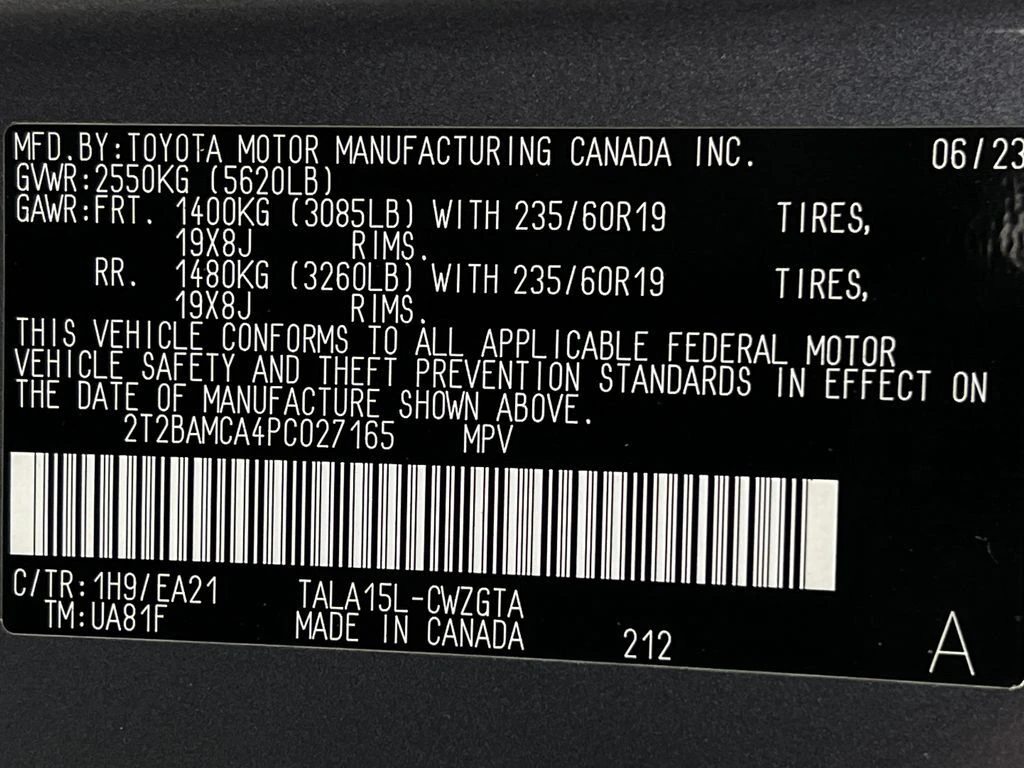 MFD.BY:TOYOTA MOTOR MANUFACTURING CANADA INC. 06/23
GVWR:2550KG (5620LB)
GAWR:FRT. 1400KG (3085LB) WITH 235/60R19 TIRES,
19X8J RIMS.
RR. 1480KG (3260LB) WITH 235/60R19 TIRES,
19X8J RIMS.
THIS VEHICLE CONFORMS TO ALL APPLICABLE FEDERAL MOTOR
VEHICLE SAFETY AND THEFT PREVENTION STANDARDS IN EFFECT ON
THE DATE OF MANUFACTURE SHOWN ABOVE.
2T2BAMCA4PC027165 MPV
C/TR:1H9/EA21 TALA15L-CWZGTA
TM:UA81F MADE IN CANADA 212 A